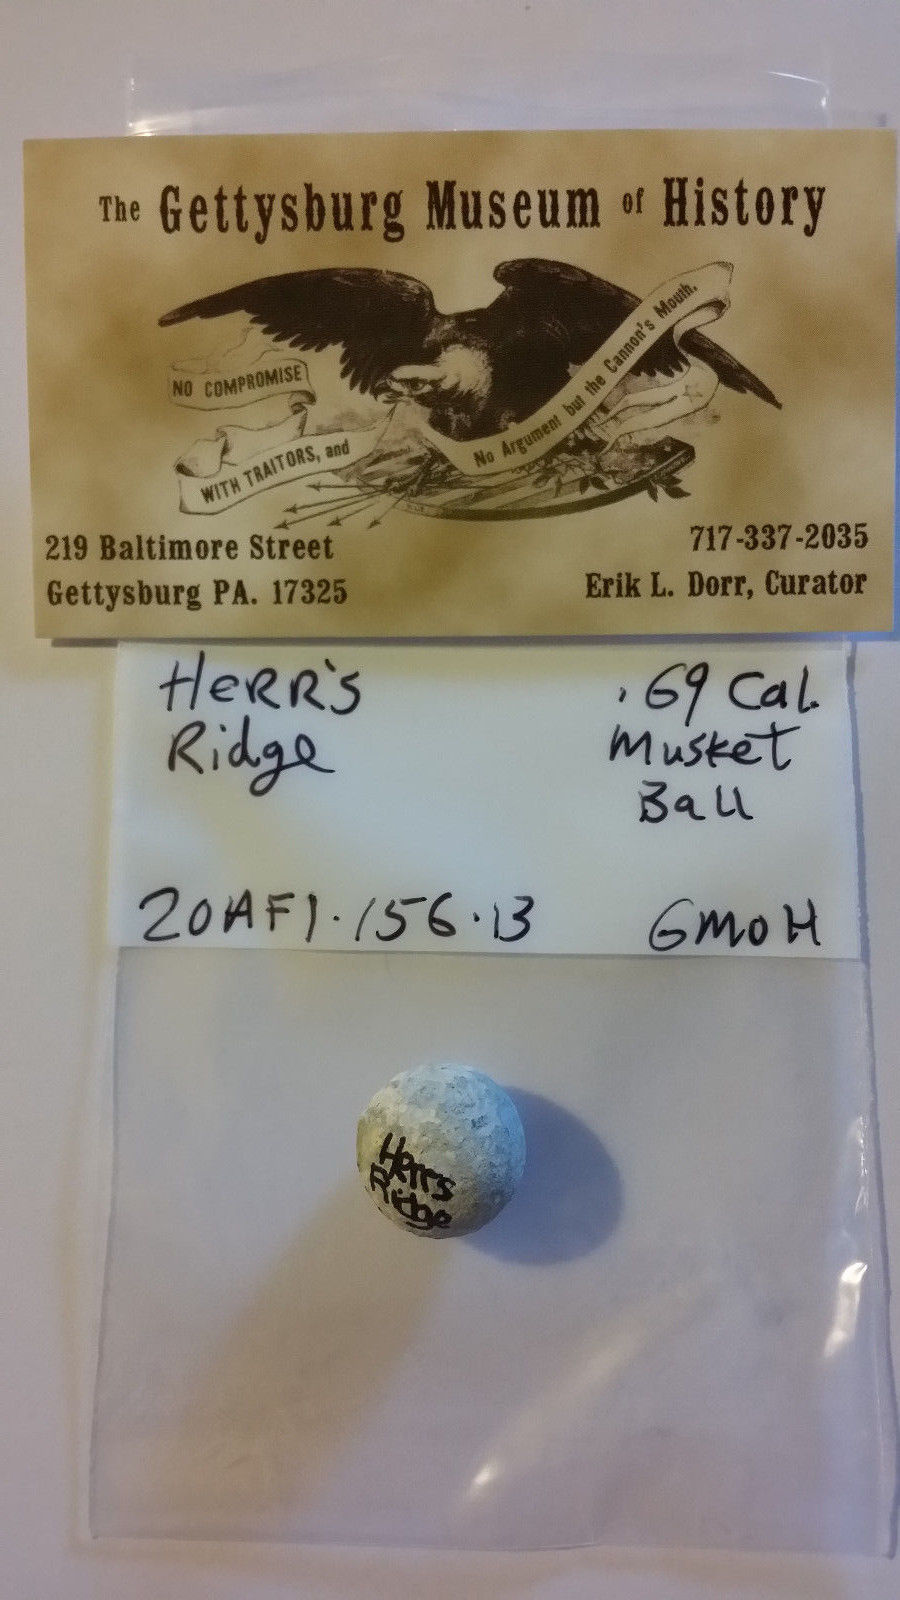 The Gettysburg Museum of History
NO COMPROMISE
WITH TRAITORS, and
No Argument but the Cannon's Mouth.
219 Baltimore Street
Gettysburg PA. 17325
717-337-2035
Erik L. Dorr, Curator
HERR'S
Ridge
.69 Cal.
Musket
Ball
20AF1.156.13
GMOH
Herrs
Ridge